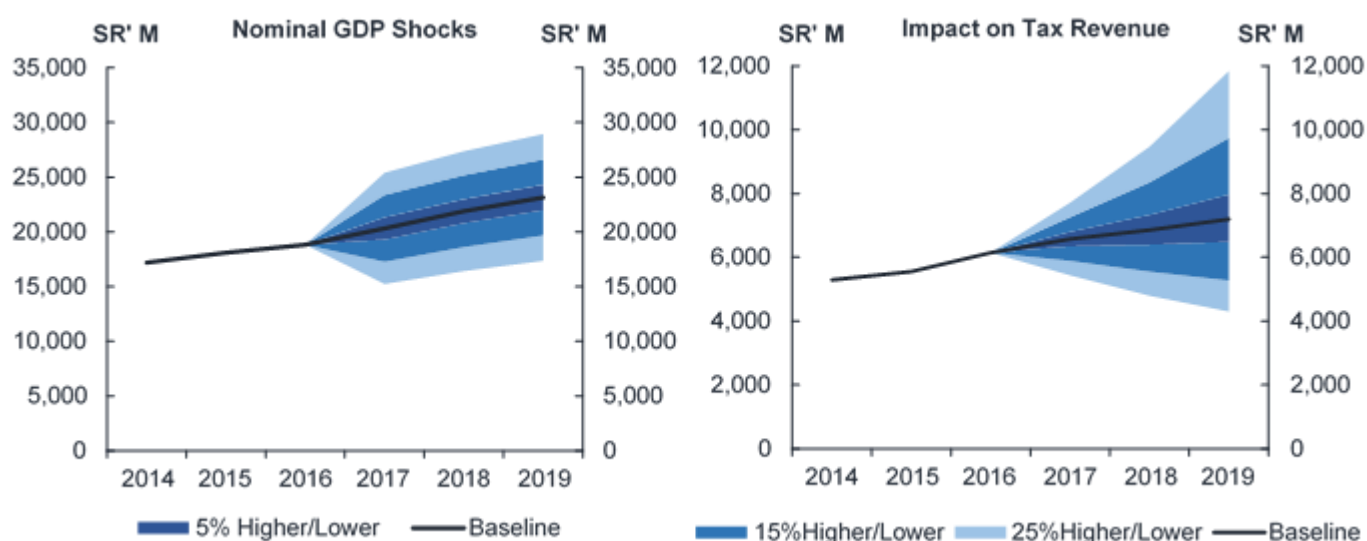 SR' M Nominal GDP Shocks SR' M
35,000 35,000
30,000 30,000
25,000 25,000
20,000 20,000
15,000 15,000
10,000 10,000
5,000 5,000
0 0
2014 2015 2016 2017 2018 2019
5% Higher/Lower Baseline
SR' M Impact on Tax Revenue SR' M
12,000 12,000
10,000 10,000
8,000 8,000
6,000 6,000
4,000 4,000
2,000 2,000
0 0
2014 2015 2016 2017 2018 2019
15%Higher/Lower 25%Higher/Lower Baseline